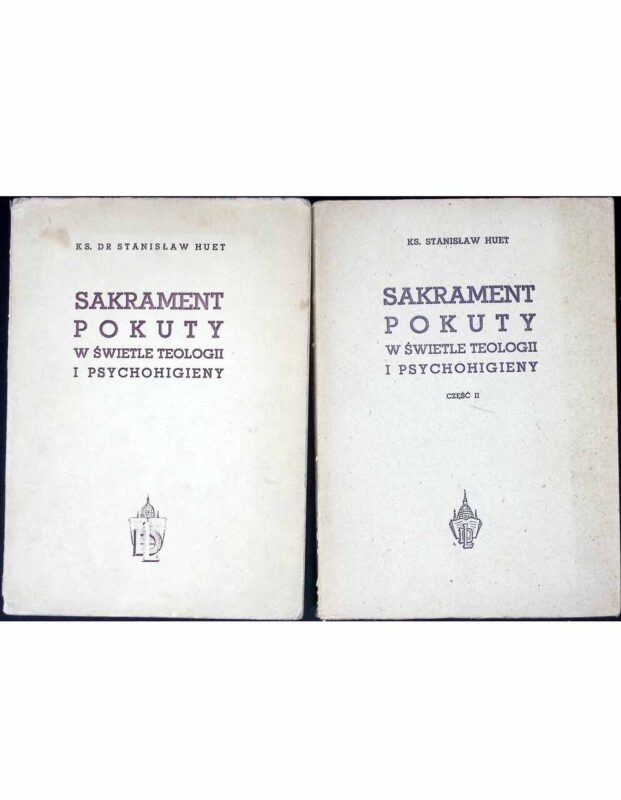 KS. DR STANISŁAW HUET
SAKRAMENT
POKUTY
W ŚWIETLE TEOLOGII
I PSYCHOHIGIENY
KS. STANISŁAW HUET
SAKRAMENT
POKUTY
W ŚWIETLE TEOLOGII
I PSYCHOHIGIENY
CZĘŚĆ II